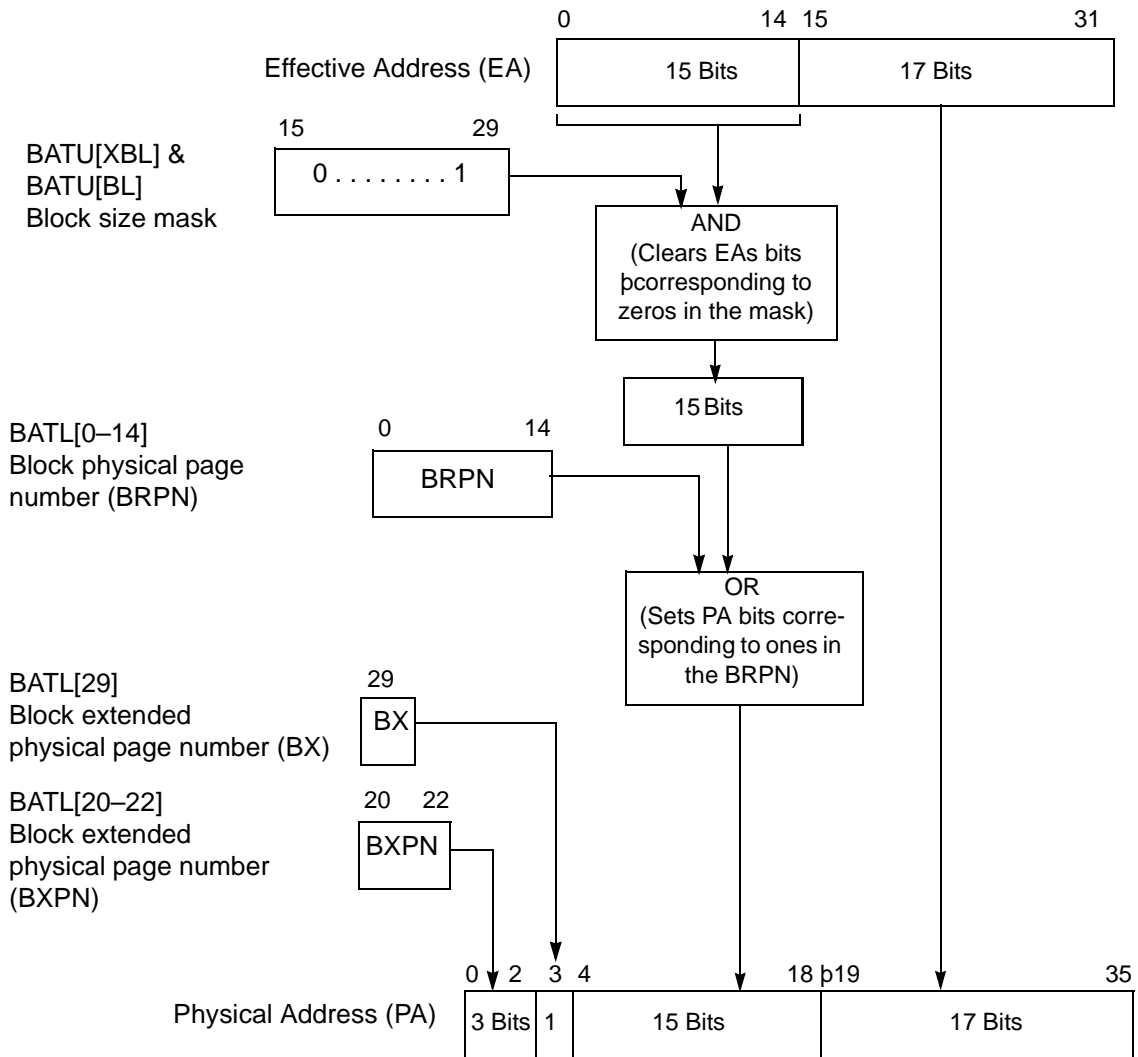 0 14 15 31
Effective Address (EA)
15 Bits
17 Bits
15 29
BATU[XBL] &
BATU[BL]
Block size mask
0 . . . . . . . . 1
AND
(Clears EAs bits
þcorresponding to
zeros in the mask)
15 Bits
BATL[0–14]
Block physical page
number (BRPN)
0 14
BRPN
OR
(Sets PA bits corre-
sponding to ones in
the BRPN)
BATL[29]
Block extended
physical page number (BX)
29
BX
BATL[20–22]
Block extended
physical page number
(BXPN)
20 22
BXPN
0 2 3 4 18 þ19 35
Physical Address (PA)
3 Bits
1
15 Bits
17 Bits